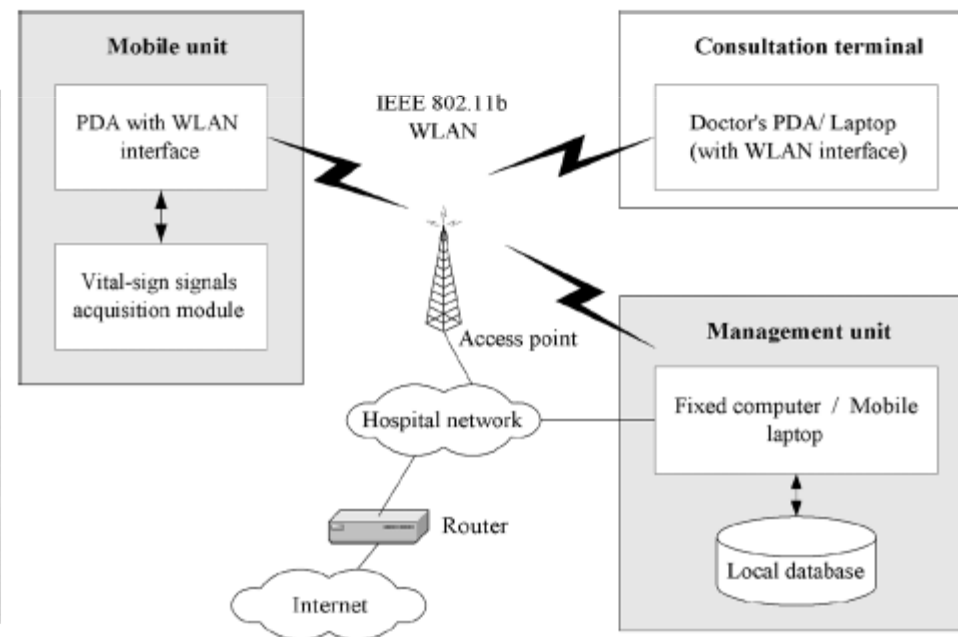 Mobile unit
PDA with WLAN
interface
Vital-sign signals
acquisition module
IEEE 802.11b
WLAN
Consultation terminal
Doctor's PDA/ Laptop
(with WLAN interface)
Access point
Management unit
Fixed computer / Mobile
laptop
Local database
Hospital network
Router
Internet